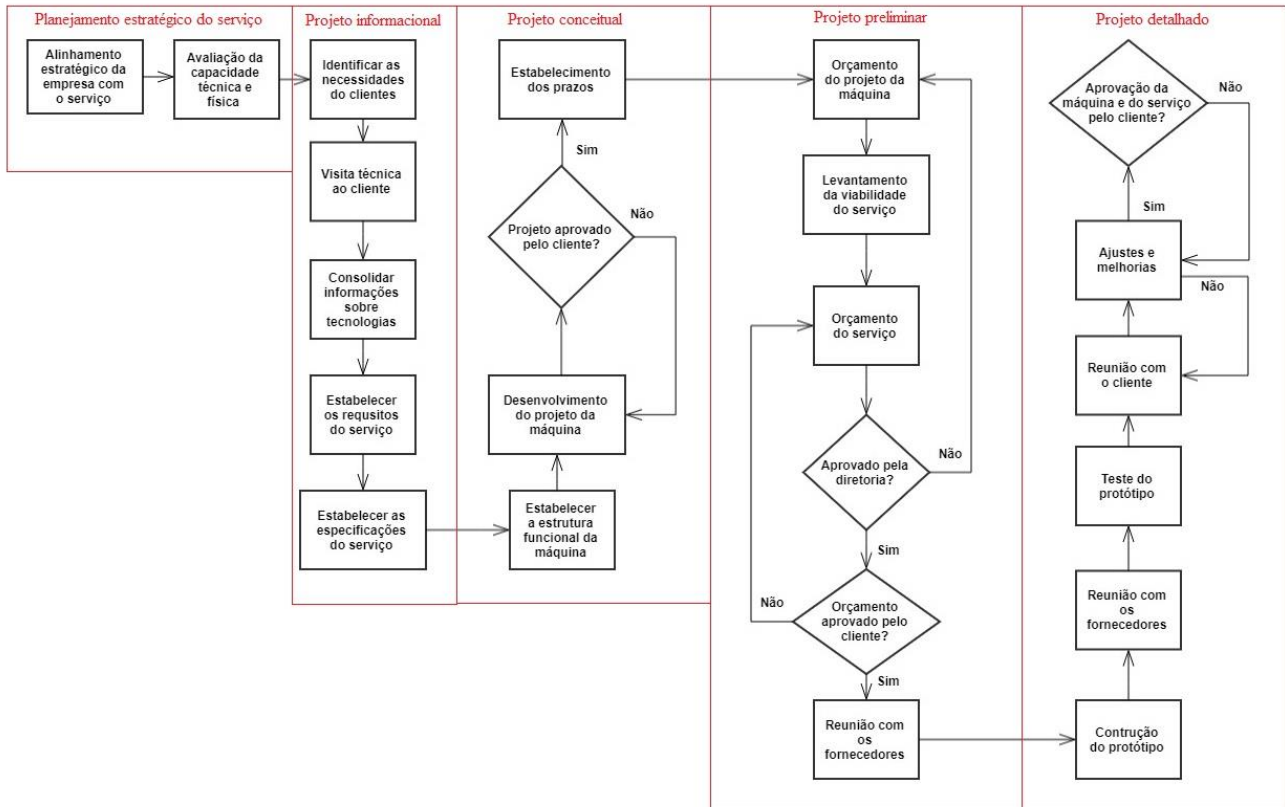 Planejamento estratégico do serviço
Alinhamento
estratégico da
empresa com
o serviço
Avaliação da
capacidade
técnica e
física
Projeto informacional
Identificar as
necessidades
do clientes
Visita técnica
ao cliente
Consolidar
informações
sobre
tecnologias
Estabelecer
os requsitos
do serviço
Estabelecer as
especificações
do serviço
Projeto conceitual
Estabelecimento
dos prazos
Sim
Não
Projeto aprovado
pelo cliente?
Desenvolvimento
do projeto da
máquina
Estabelecer
a estrutura
funcional da
máquina
Projeto preliminar
Orçamento
do projeto da
máquina
Levantamento
da viabilidade
do serviço
Orçamento
do serviço
Não
Aprovado pela
diretoria?
Sim
Não
Orçamento
aprovado pelo
cliente?
Sim
Reunião com
os
fornecedores
Projeto detalhado
Aprovação da
máquina e do serviço
pelo cliente?
Não
Sim
Ajustes e
melhorias
Não
Reunião com
o cliente
Teste do
protótipo
Reunião com
os
fornecedores
Contrução
do protótipo